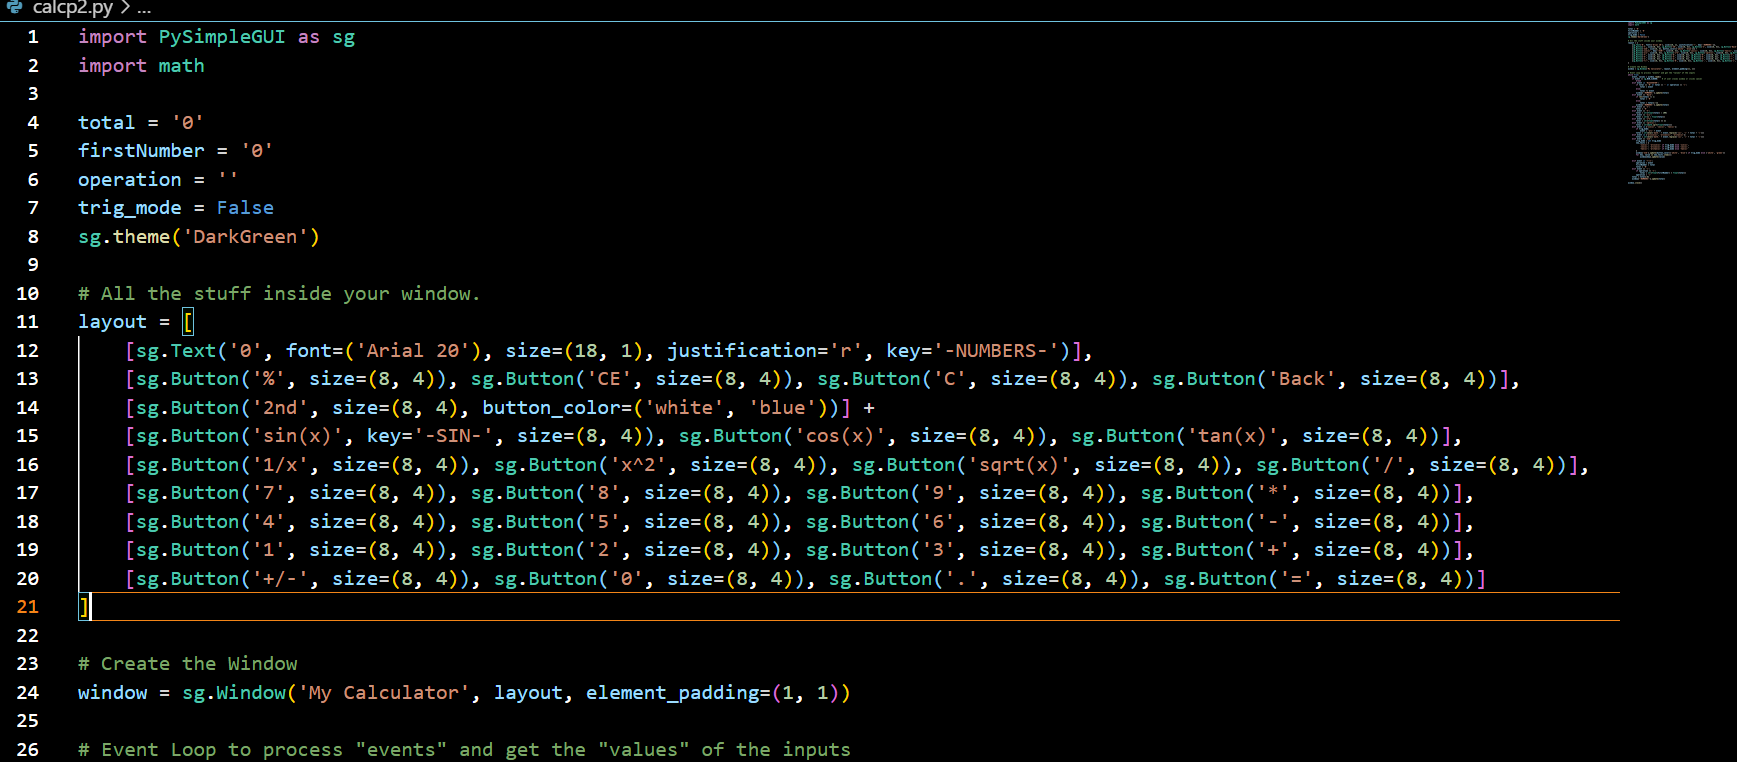 calcp2.py > ...
1 import PySimpleGUI as sg
2 import math
3
4 total = '0'
5 firstNumber = '0'
6 operation = ''
7 trig_mode = False
8 sg.theme('DarkGreen')
9
10 # All the stuff inside your window.
11 layout = [
12     [sg.Text('0', font=('Arial 20'), size=(18, 1), justification='r', key='-NUMBERS-')],
13     [sg.Button('%', size=(8, 4)), sg.Button('CE', size=(8, 4)), sg.Button('C', size=(8, 4)), sg.Button('Back', size=(8, 4))],
14     [sg.Button('2nd', size=(8, 4), button_color=('white', 'blue'))] +
15     [sg.Button('sin(x)', key='-SIN-', size=(8, 4)), sg.Button('cos(x)', size=(8, 4)), sg.Button('tan(x)', size=(8, 4))],
16     [sg.Button('1/x', size=(8, 4)), sg.Button('x^2', size=(8, 4)), sg.Button('sqrt(x)', size=(8, 4)), sg.Button('/', size=(8, 4))],
17     [sg.Button('7', size=(8, 4)), sg.Button('8', size=(8, 4)), sg.Button('9', size=(8, 4)), sg.Button('*', size=(8, 4))],
18     [sg.Button('4', size=(8, 4)), sg.Button('5', size=(8, 4)), sg.Button('6', size=(8, 4)), sg.Button('-', size=(8, 4))],
19     [sg.Button('1', size=(8, 4)), sg.Button('2', size=(8, 4)), sg.Button('3', size=(8, 4)), sg.Button('+', size=(8, 4))],
20     [sg.Button('+/-', size=(8, 4)), sg.Button('0', size=(8, 4)), sg.Button('.', size=(8, 4)), sg.Button('=', size=(8, 4))]
21 ]
22
23 # Create the Window
24 window = sg.Window('My Calculator', layout, element_padding=(1, 1))
25
26 # Event Loop to process "events" and get the "values" of the inputs